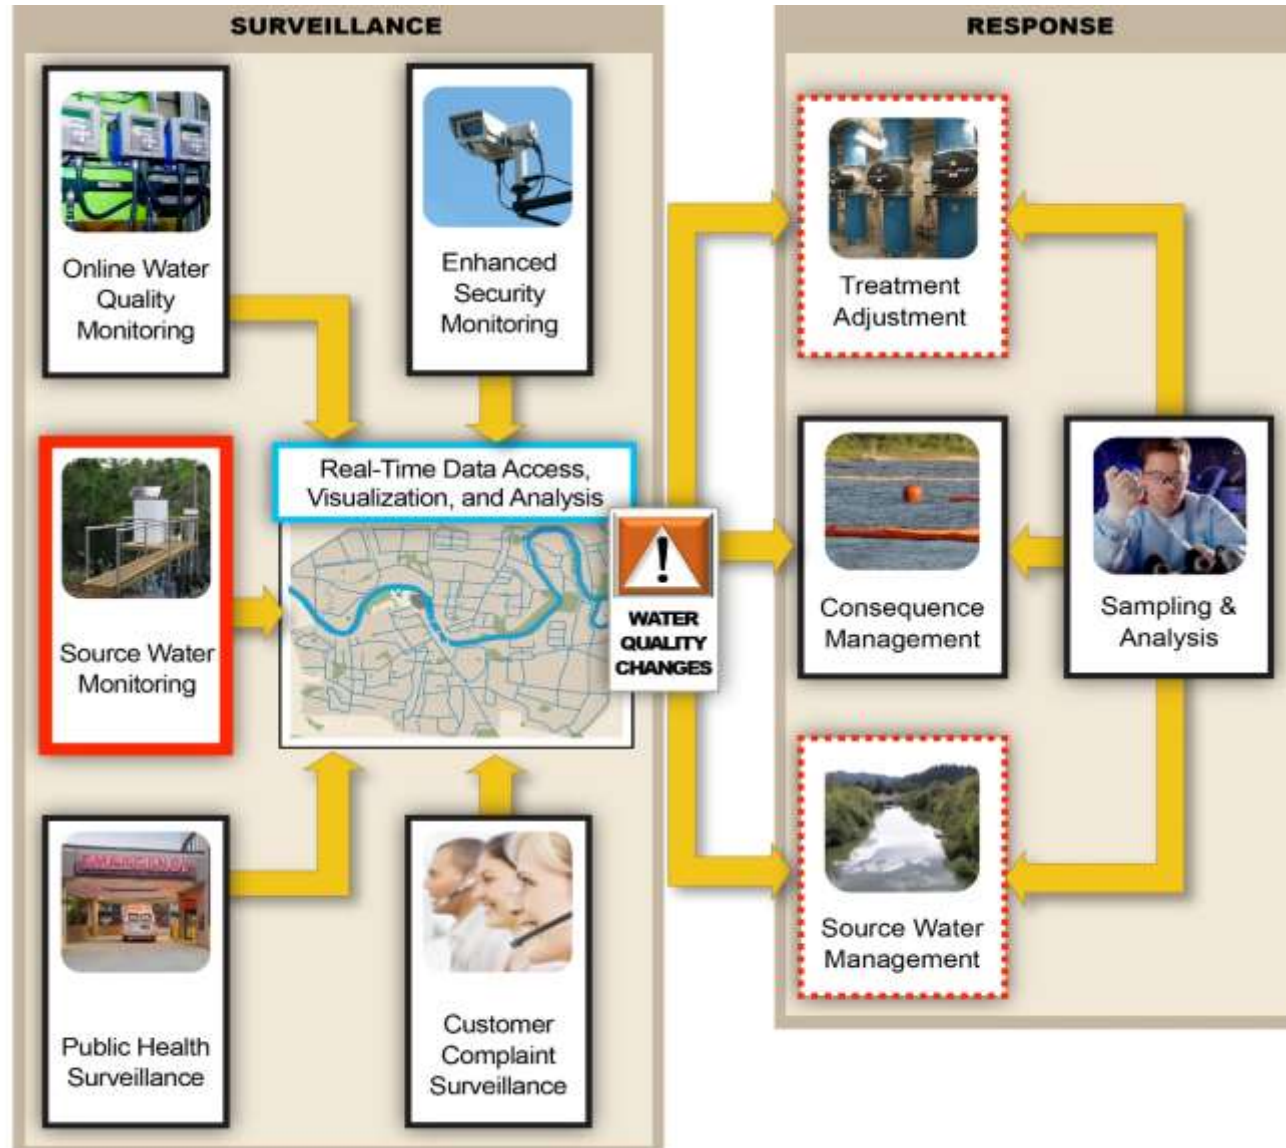 SURVEILLANCE
Online Water
Quality
Monitoring
Enhanced
Security
Monitoring
Source Water
Monitoring
Real-Time Data Access,
Visualization, and Analysis
WATER
QUALITY
CHANGES
EMERGENCY
Public Health
Surveillance
Customer
Complaint
Surveillance
RESPONSE
Treatment
Adjustment
Consequence
Management
Sampling &
Analysis
Source Water
Management